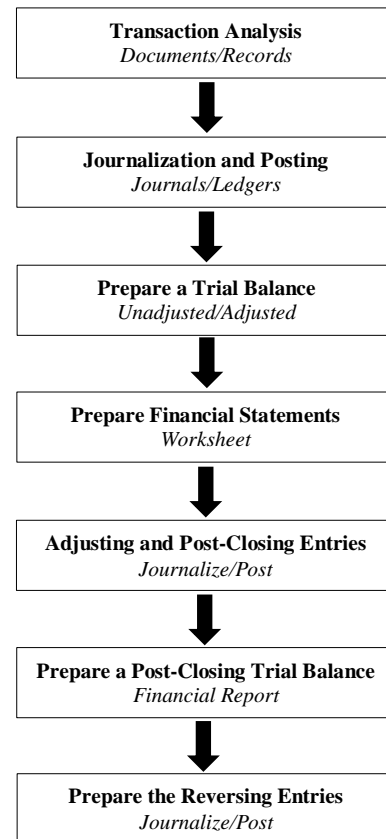 Transaction Analysis
Documents/Records
Journalization and Posting
Journals/Ledgers
Prepare a Trial Balance
Unadjusted/Adjusted
Prepare Financial Statements
Worksheet
Adjusting and Post-Closing Entries
Journalize/Post
Prepare a Post-Closing Trial Balance
Financial Report
Prepare the Reversing Entries
Journalize/Post